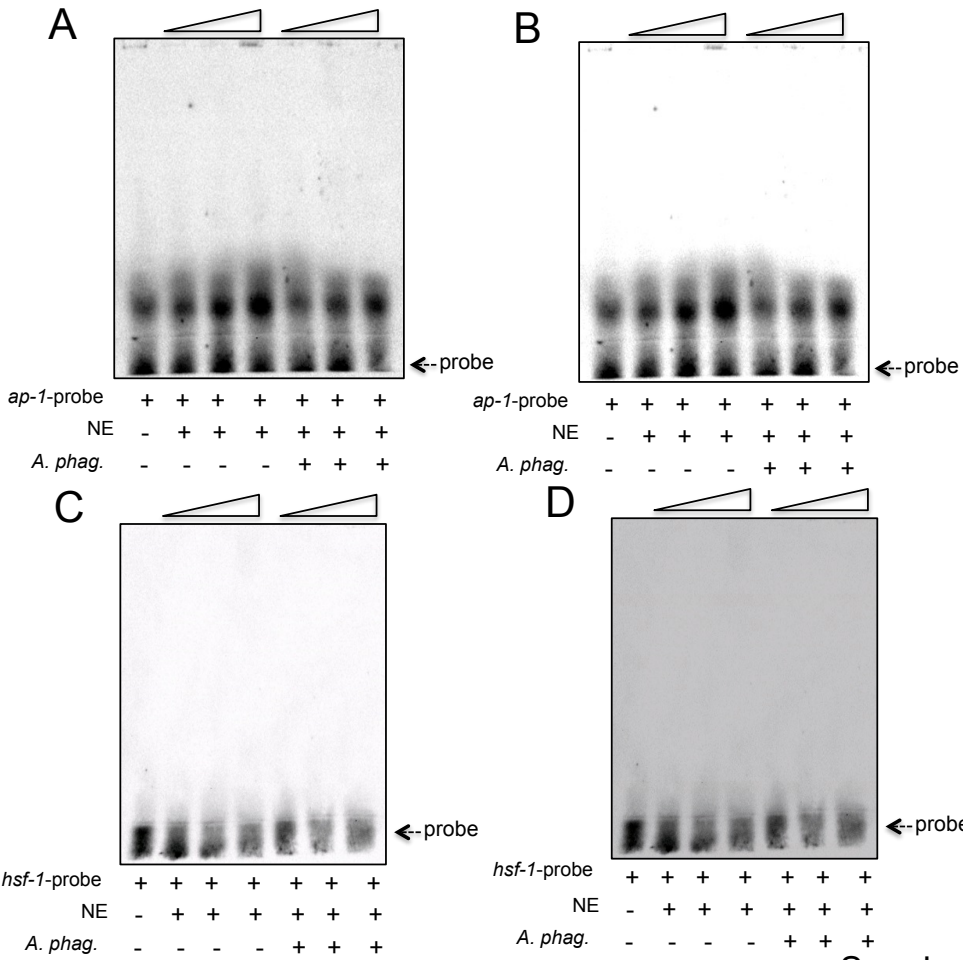 A
probe
ap-1-probe + + + + + + +
NE - + + + + + +
A. phag. - - - - + + +
B
probe
ap-1-probe + + + + + + +
NE - + + + + + +
A. phag. - - - - + + +
C
probe
hsf-1-probe + + + + + + +
NE - + + + + + +
A. phag. - - - - + + +
D
probe
hsf-1-probe + + + + + + +
NE - + + + + + +
A. phag. - - - - + + +